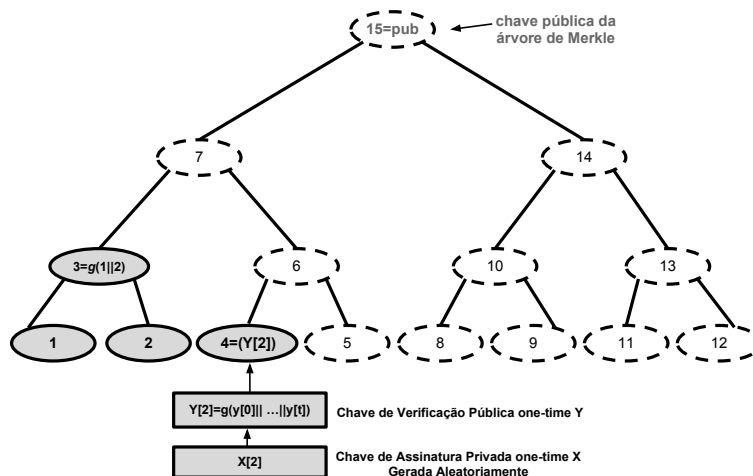 15=pub
chave pública da
árvore de Merkle
7
14
3=g(1||2)
6
10
13
1
2
4=(Y[2])
5
8
9
11
12
Y[2]=g(y[0]|| ...||y[t])
Chave de Verificação Pública one-time Y
X[2]
Chave de Assinatura Privada one-time X
Gerada Aleatoriamente